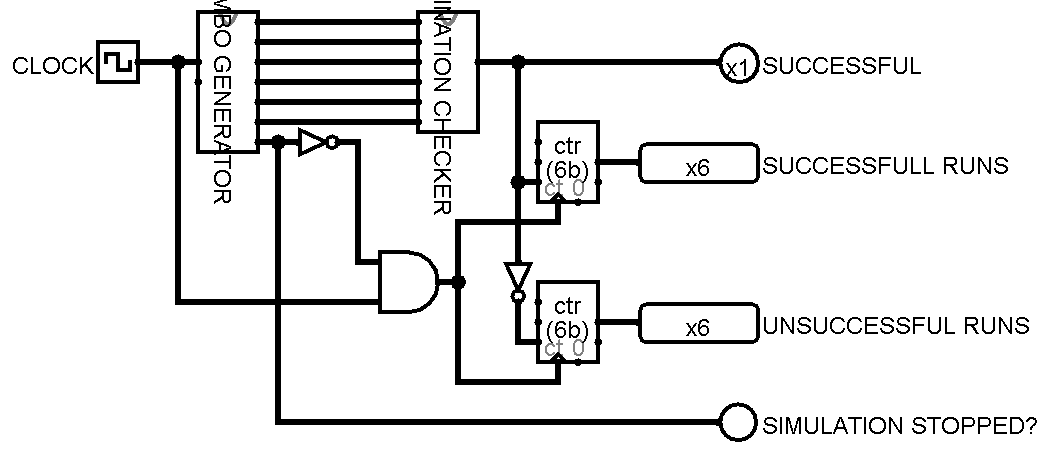 CLOCK
MBO GENERATOR
INATION CHECKER
x1
SUCCESSFUL
ctr
(6b)
ct 0
x6
SUCCESSFULL RUNS
ctr
(6b)
ct 0
x6
UNSUCCESSFUL RUNS
SIMULATION STOPPED?